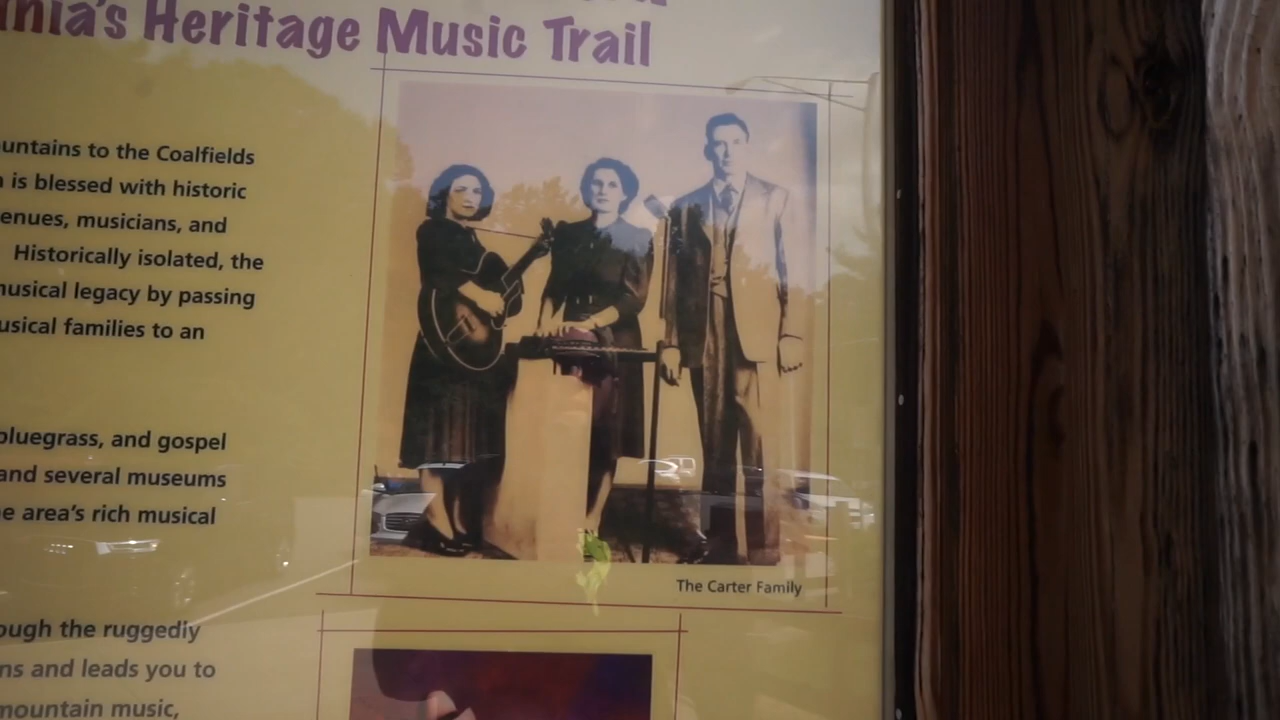 nia's Heritage Music Trail
ountains to the Coalfields
is blessed with historic
enues, musicians, and
Historically isolated, the
musical legacy by passing
usical families to an
bluegrass, and gospel
and several museums
e area's rich musical
The Carter Family
ough the ruggedly
ns and leads you to
mountain music,